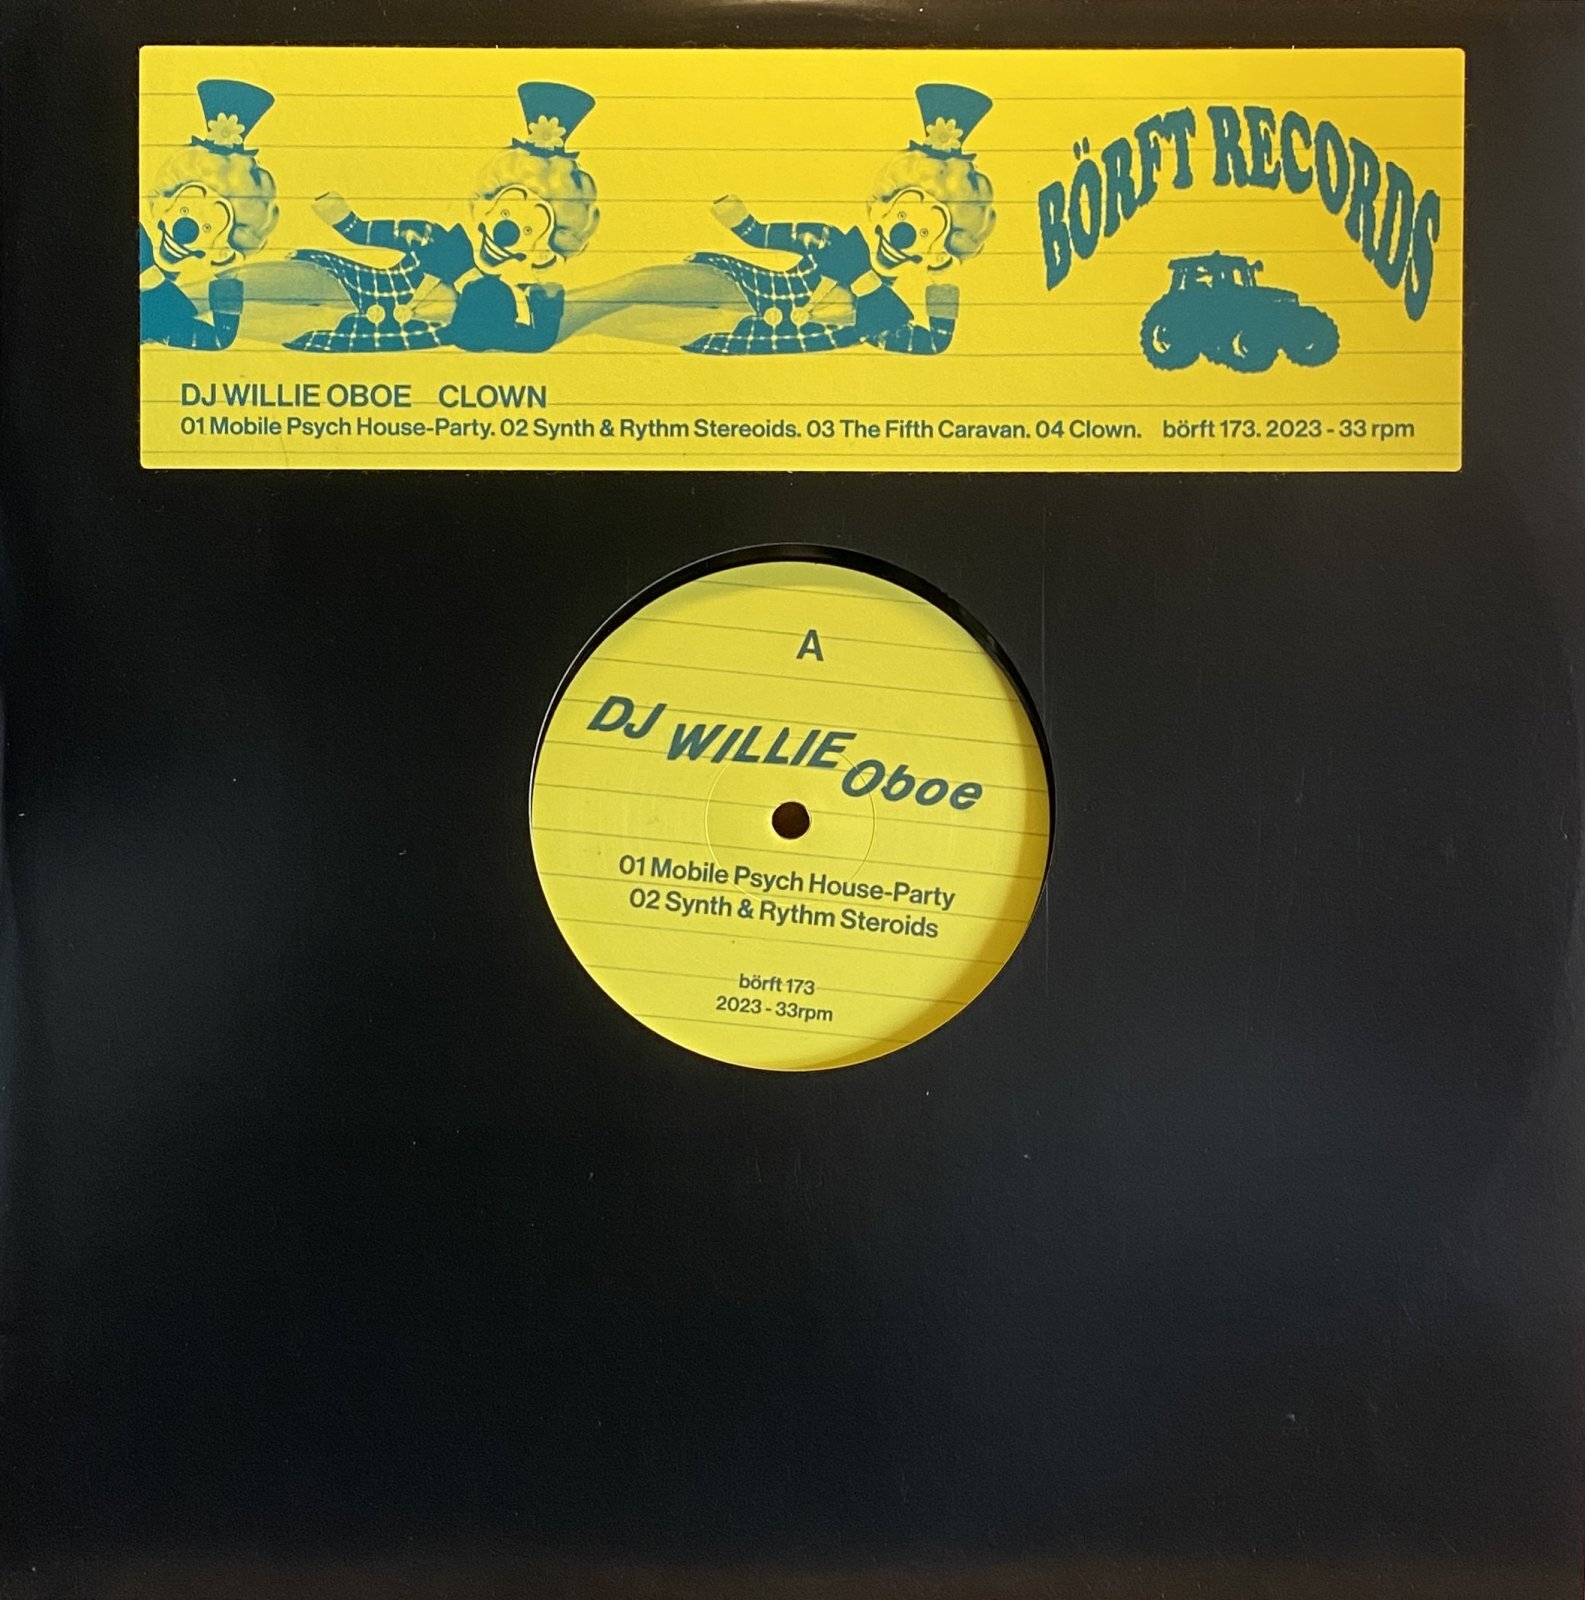 BÖRFT RECORDS
DJ WILLIE OBOE CLOWN
01 Mobile Psych House-Party. 02 Synth & Rythm Stereoids. 03 The Fifth Caravan. 04 Clown. börft 173. 2023 - 33 rpm
A
DJ WILLIE Oboe
01 Mobile Psych House-Party
02 Synth & Rythm Steroids
börft 173
2023 - 33rpm